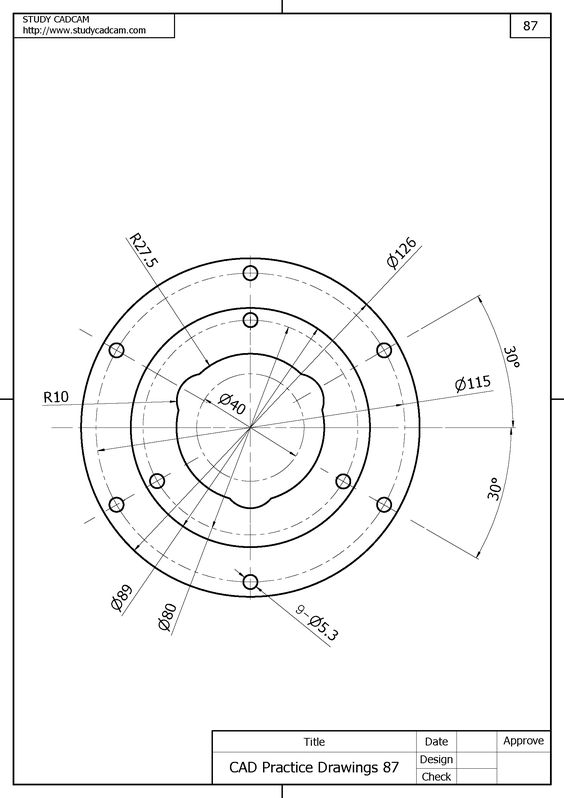 STUDY CADCAM
http://www.studycadcam.com
87
R27.5
Ø126
30°
Ø115
R10
Ø40
30°
Ø89
Ø80
9-Ø5.3
Title
Date
Approve
CAD Practice Drawings 87
Design
Check